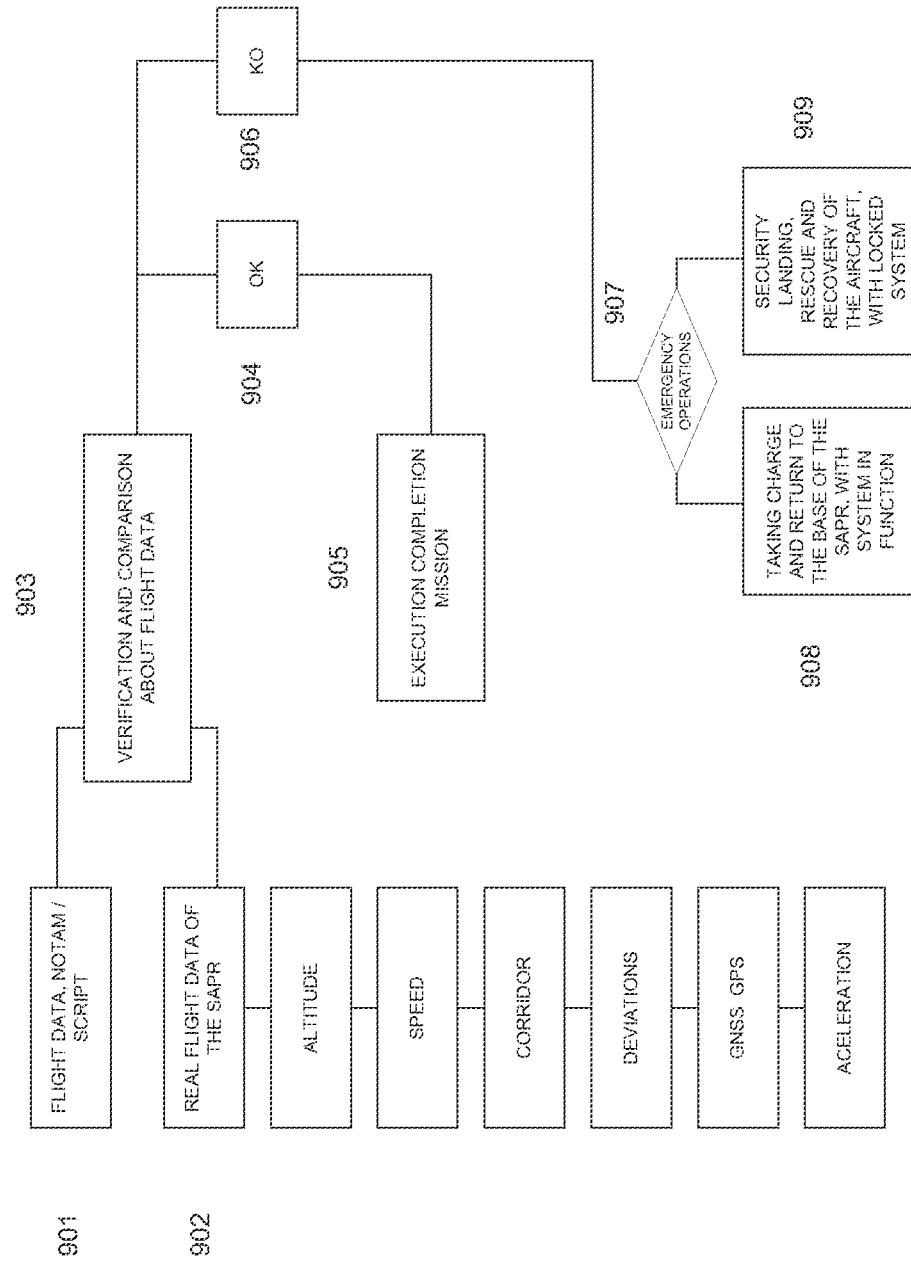 901
FLIGHT DATA, NOTAM /
SCRIPT
902
REAL FLIGHT DATA OF
THE SAPR
ALTITUDE
SPEED
CORRIDOR
DEVIATIONS
GNSS GPS
ACELERATION
903
VERIFICATION AND COMPARISON
ABOUT FLIGHT DATA
904
OK
905
EXECUTION COMPLETION
MISSION
906
KO
907
EMERGENCY
OPERATIONS
908
TAKING CHARGE
AND RETURN TO
THE BASE OF THE
SAPR, WITH
SYSTEM IN
FUNCTION
909
SECURITY
LANDING,
RESCUE AND
RECOVERY OF
THE AIRCRAFT,
WITH LOCKED
SYSTEM